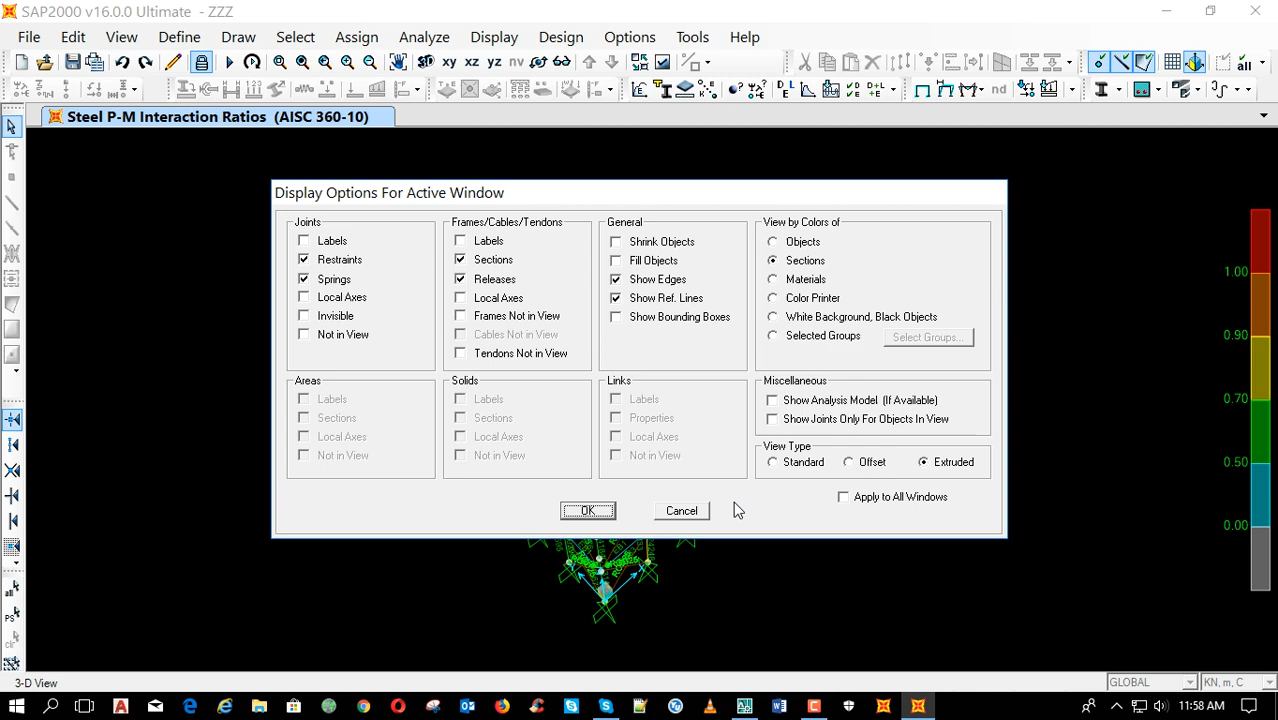 SAP2000 v16.0.0 Ultimate - ZZZ
File Edit View Define Draw Select Assign Analyze Display Design Options Tools Help
3-D xy xz yz nv
all
nd
Steel P-M Interaction Ratios (AISC 360-10)
Display Options For Active Window
Joints
Labels
Restraints
Springs
Local Axes
Invisible
Not in View
Frames/Cables/Tendons
Labels
Sections
Releases
Local Axes
Frames Not in View
Cables Not in View
Tendons Not in View
General
Shrink Objects
Fill Objects
Show Edges
Show Ref. Lines
Show Bounding Boxes
View by Colors of
Objects
Sections
Materials
Color Printer
White Background, Black Objects
Selected Groups
Select Groups...
Areas
Labels
Sections
Local Axes
Not in View
Solids
Labels
Sections
Local Axes
Not in View
Links
Labels
Properties
Local Axes
Not in View
Miscellaneous
Show Analysis Model (If Available)
Show Joints Only For Objects In View
View Type
Standard Offset Extruded
Apply to All Windows
OK Cancel
1.00
0.90
0.70
0.50
0.00
all
PS
clr
3-D View
GLOBAL
KN, m, C
11:58 AM